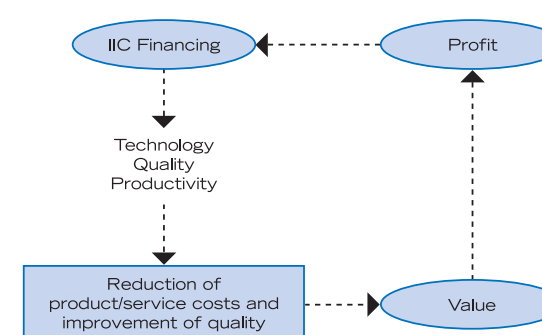 IIC Financing
Profit
Technology
Quality
Productivity
Reduction of
product/service costs and
improvement of quality
Value